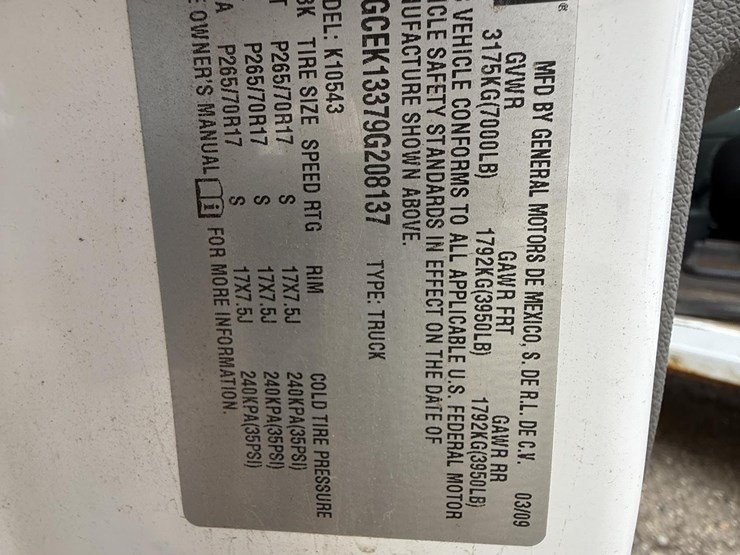 ®
MFD BY GENERAL MOTORS DE MEXICO, S. DE R.L. DE C.V. 03/09
GVWR GAWR FRT GAWR RR
3175KG(7000LB) 1792KG(3950LB) 1792KG(3950LB)
VEHICLE CONFORMS TO ALL APPLICABLE U.S. FEDERAL MOTOR
ICLE SAFETY STANDARDS IN EFFECT ON THE DATE OF
UFACTURE SHOWN ABOVE.
GCEK13379G208137 TYPE: TRUCK
DEL: K10543
TIRE SIZE SPEED RTG RIM COLD TIRE PRESSURE
T P265/70R17 S 17X7.5J 240KPA(35PSI)
P265/70R17 S 17X7.5J 240KPA(35PSI)
A P265/70R17 S 17X7.5J 240KPA(35PSI)
E OWNER'S MANUAL i FOR MORE INFORMATION.